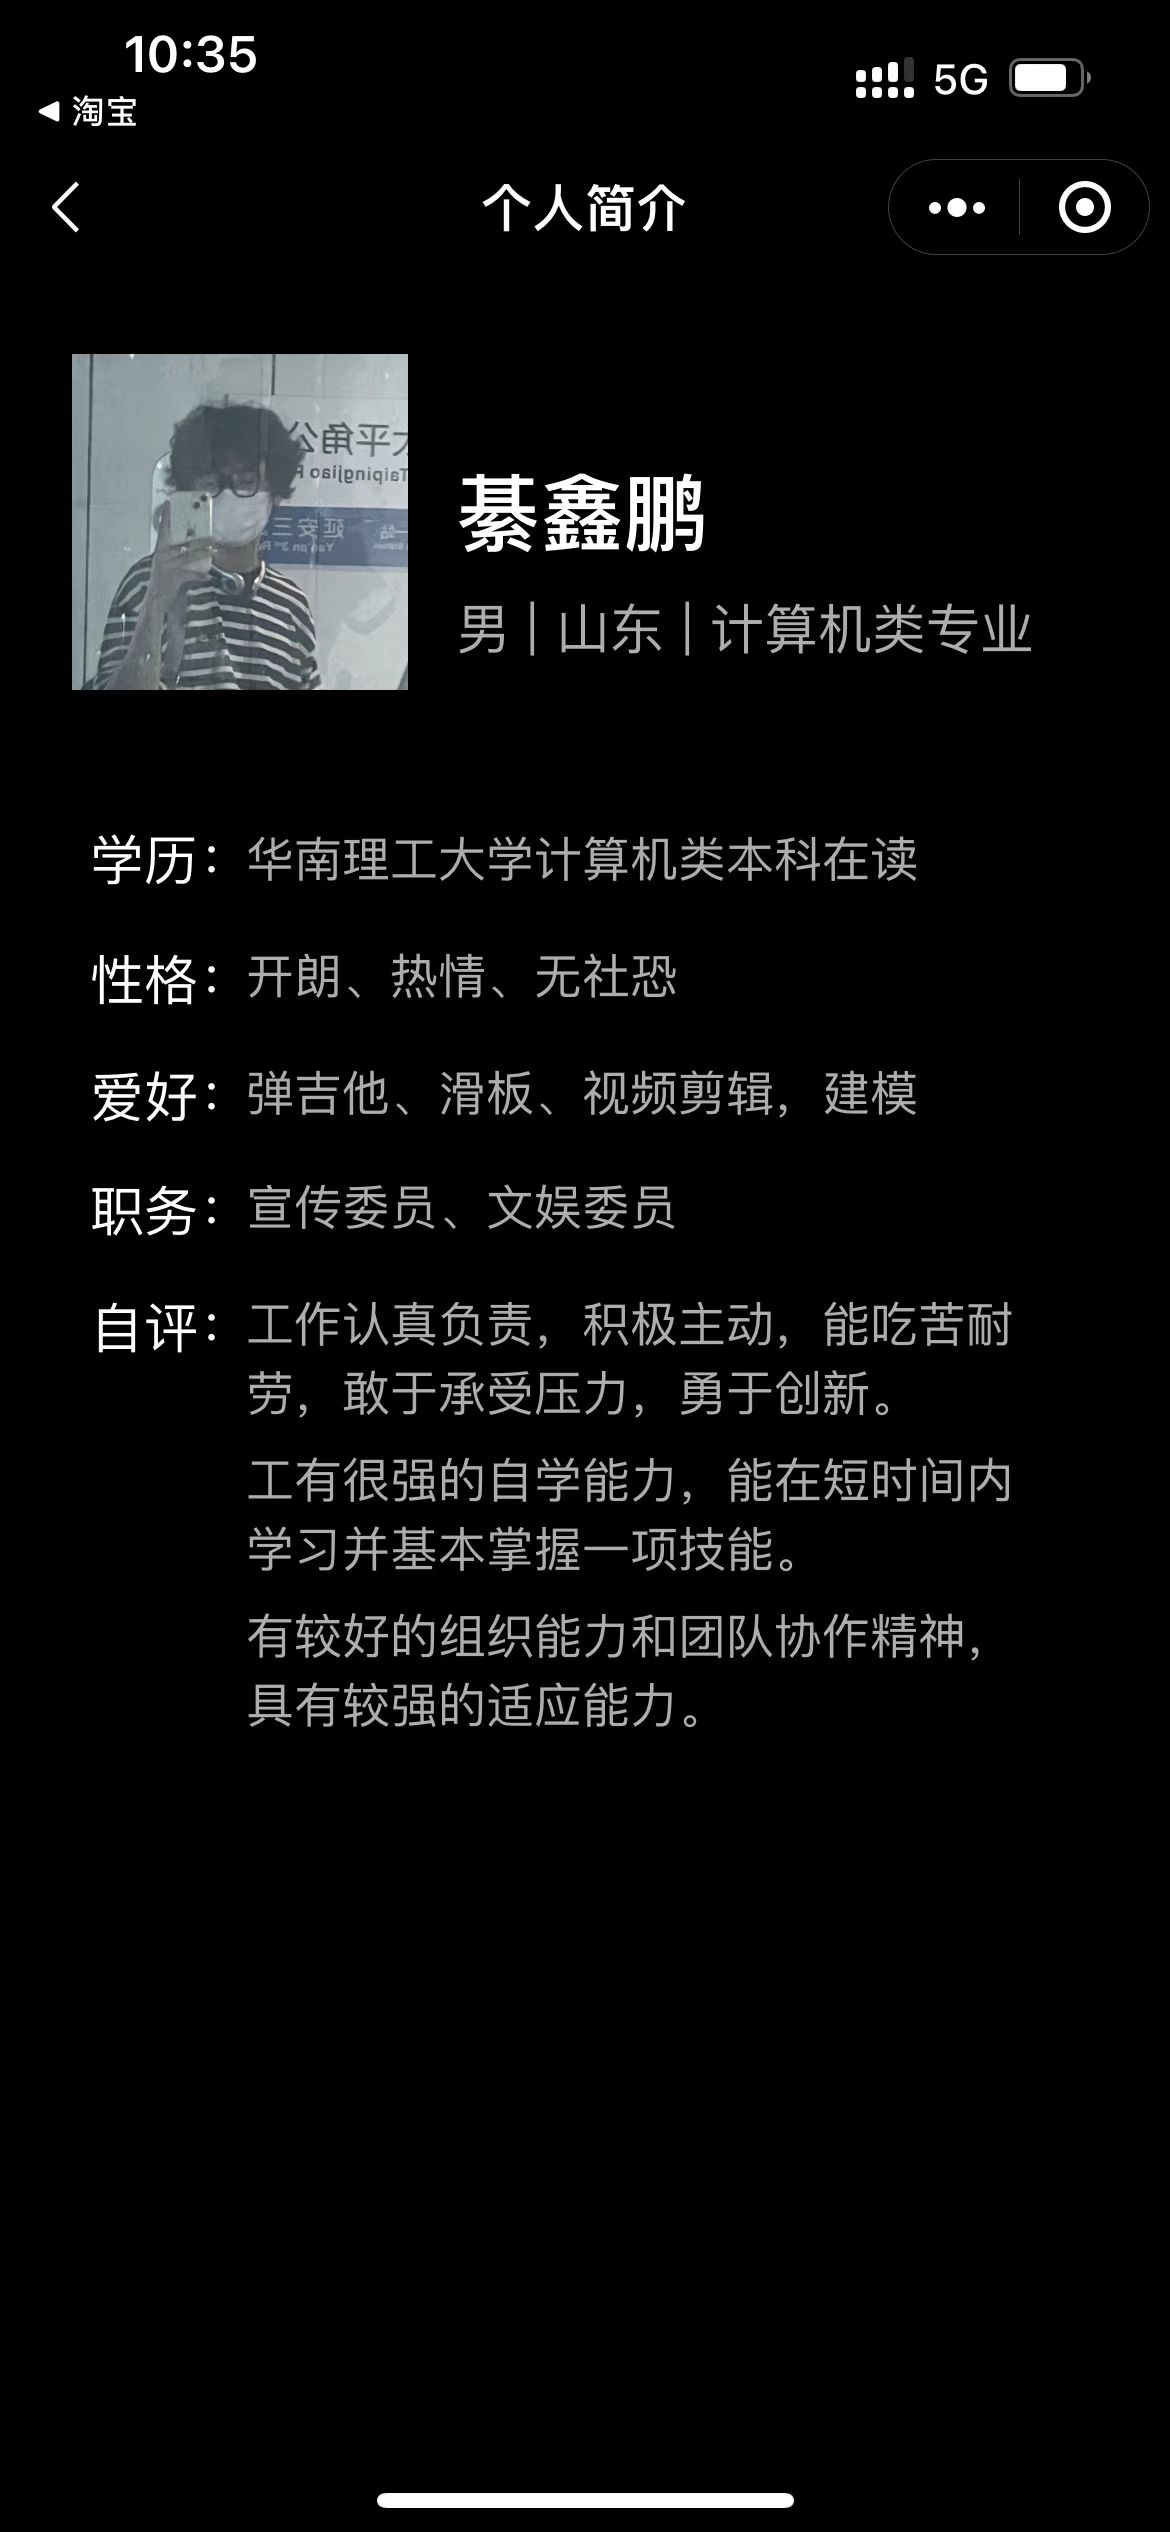 10:35
5G
淘宝
个人简介
太平角公
Taipingjiao P
延安三
Yan'an 3rd R
一站
綦鑫鹏
男 | 山东 | 计算机类专业
学历：华南理工大学计算机类本科在读
性格：开朗、热情、无社恐
爱好：弹吉他、滑板、视频剪辑，建模
职务：宣传委员、文娱委员
自评：工作认真负责，积极主动，能吃苦耐
劳，敢于承受压力，勇于创新。
工有很强的自学能力，能在短时间内
学习并基本掌握一项技能。
有较好的组织能力和团队协作精神，
具有较强的适应能力。